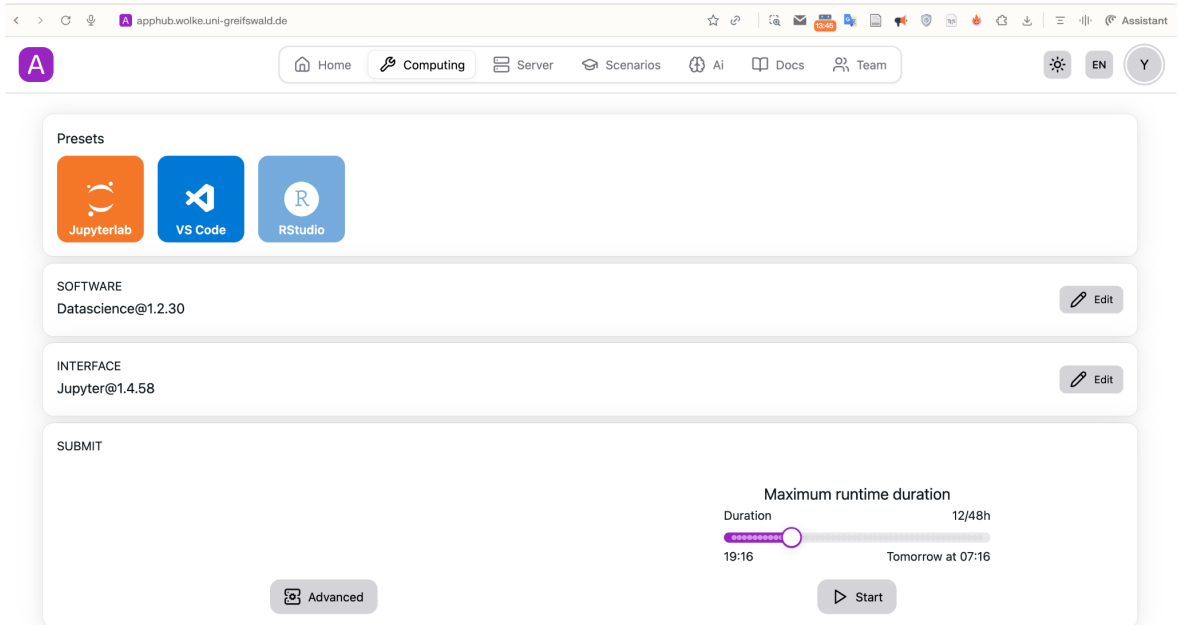 A apphub.wolke.uni-greifswald.de
13:45
Assistant
A
Home
Computing
Server
Scenarios
Ai
Docs
Team
EN
Y
Presets
Jupyterlab
VS Code
R
RStudio
SOFTWARE
Datascience@1.2.30
Edit
INTERFACE
Jupyter@1.4.58
Edit
SUBMIT
Maximum runtime duration
Duration 12/48h
19:16 Tomorrow at 07:16
Advanced
Start